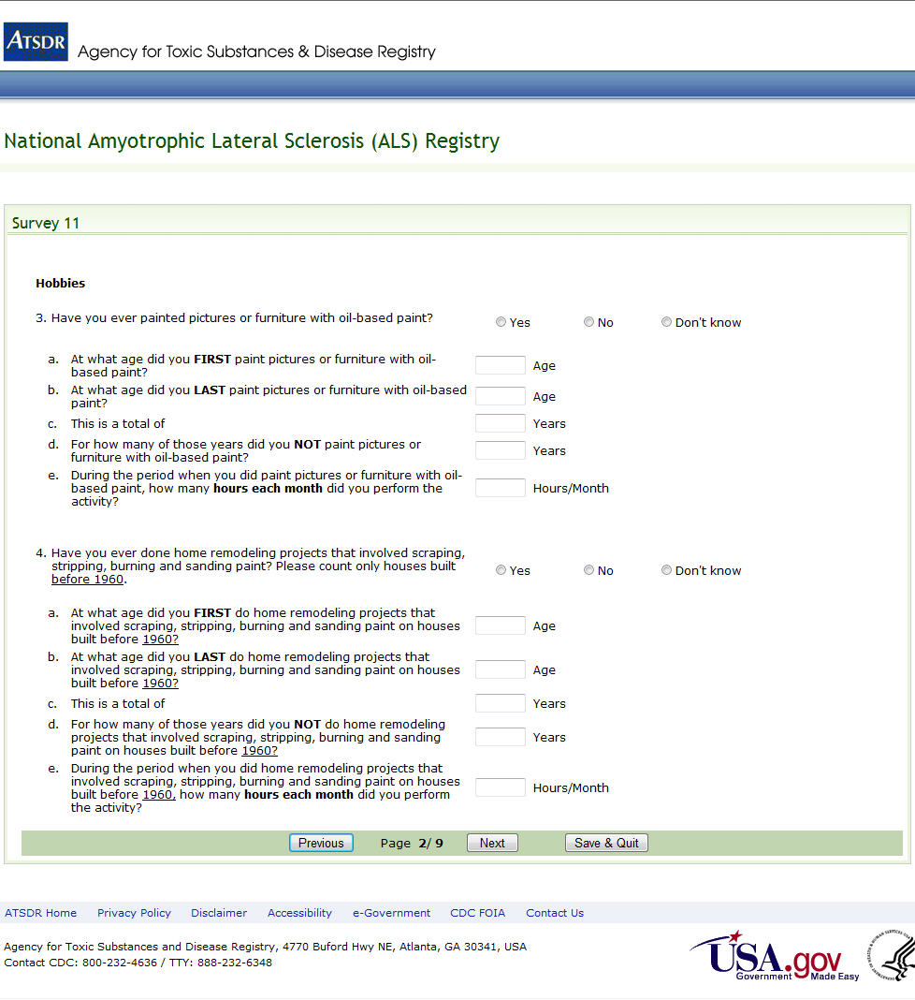 ATSDR Agency for Toxic Substances & Disease Registry
National Amyotrophic Lateral Sclerosis (ALS) Registry
Survey 11
Hobbies
3. Have you ever painted pictures or furniture with oil-based paint? Yes No Don't know
a. At what age did you FIRST paint pictures or furniture with oil-
based paint? Age
b. At what age did you LAST paint pictures or furniture with oil-based
paint? Age
c. This is a total of Years
d. For how many of those years did you NOT paint pictures or
furniture with oil-based paint? Years
e. During the period when you did paint pictures or furniture with oil-
based paint, how many hours each month did you perform the Hours/Month
activity?
4. Have you ever done home remodeling projects that involved scraping,
stripping, burning and sanding paint? Please count only houses built Yes No Don't know
before 1960.
a. At what age did you FIRST do home remodeling projects that
involved scraping, stripping, burning and sanding paint on houses Age
built before 1960?
b. At what age did you LAST do home remodeling projects that
involved scraping, stripping, burning and sanding paint on houses Age
built before 1960?
c. This is a total of Years
d. For how many of those years did you NOT do home remodeling
projects that involved scraping, stripping, burning and sanding Years
paint on houses built before 1960?
e. During the period when you did home remodeling projects that
involved scraping, stripping, burning and sanding paint on houses
built before 1960, how many hours each month did you perform Hours/Month
the activity?
Previous Page 2/ 9 Next Save & Quit
ATSDR Home Privacy Policy Disclaimer Accessibility e-Government CDC FOIA Contact Us
Agency for Toxic Substances and Disease Registry, 4770 Buford Hwy NE, Atlanta, GA 30341, USA
Contact CDC: 800-232-4636 / TTY: 888-232-6348
USA.gov
Government Made Easy